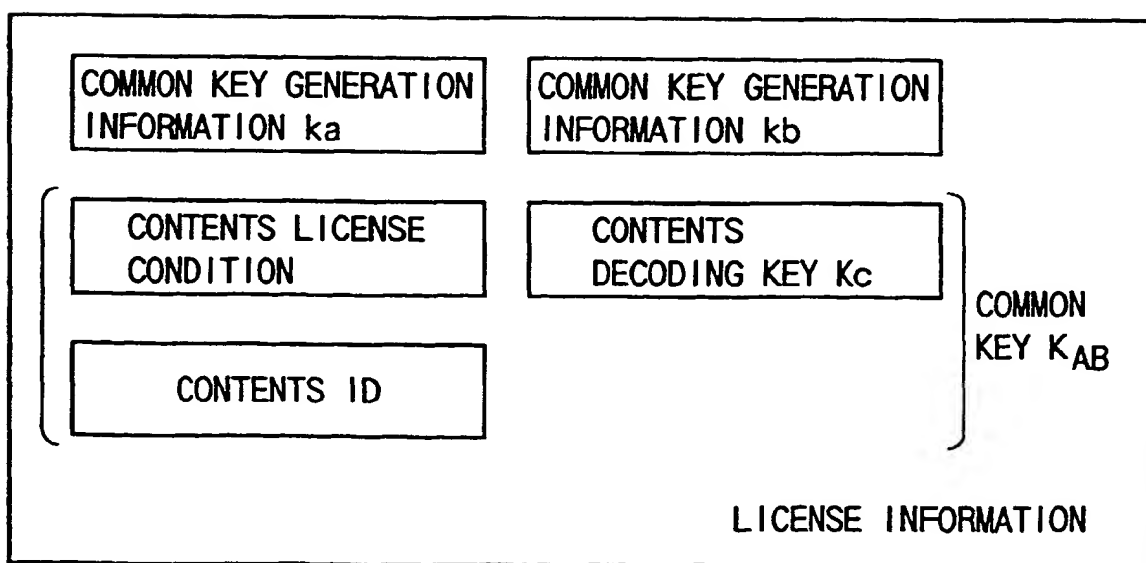 COMMON KEY GENERATION
INFORMATION ka
COMMON KEY GENERATION
INFORMATION kb
CONTENTS LICENSE
CONDITION
CONTENTS
DECODING KEY Kc
CONTENTS ID
COMMON
KEY KAB
LICENSE INFORMATION